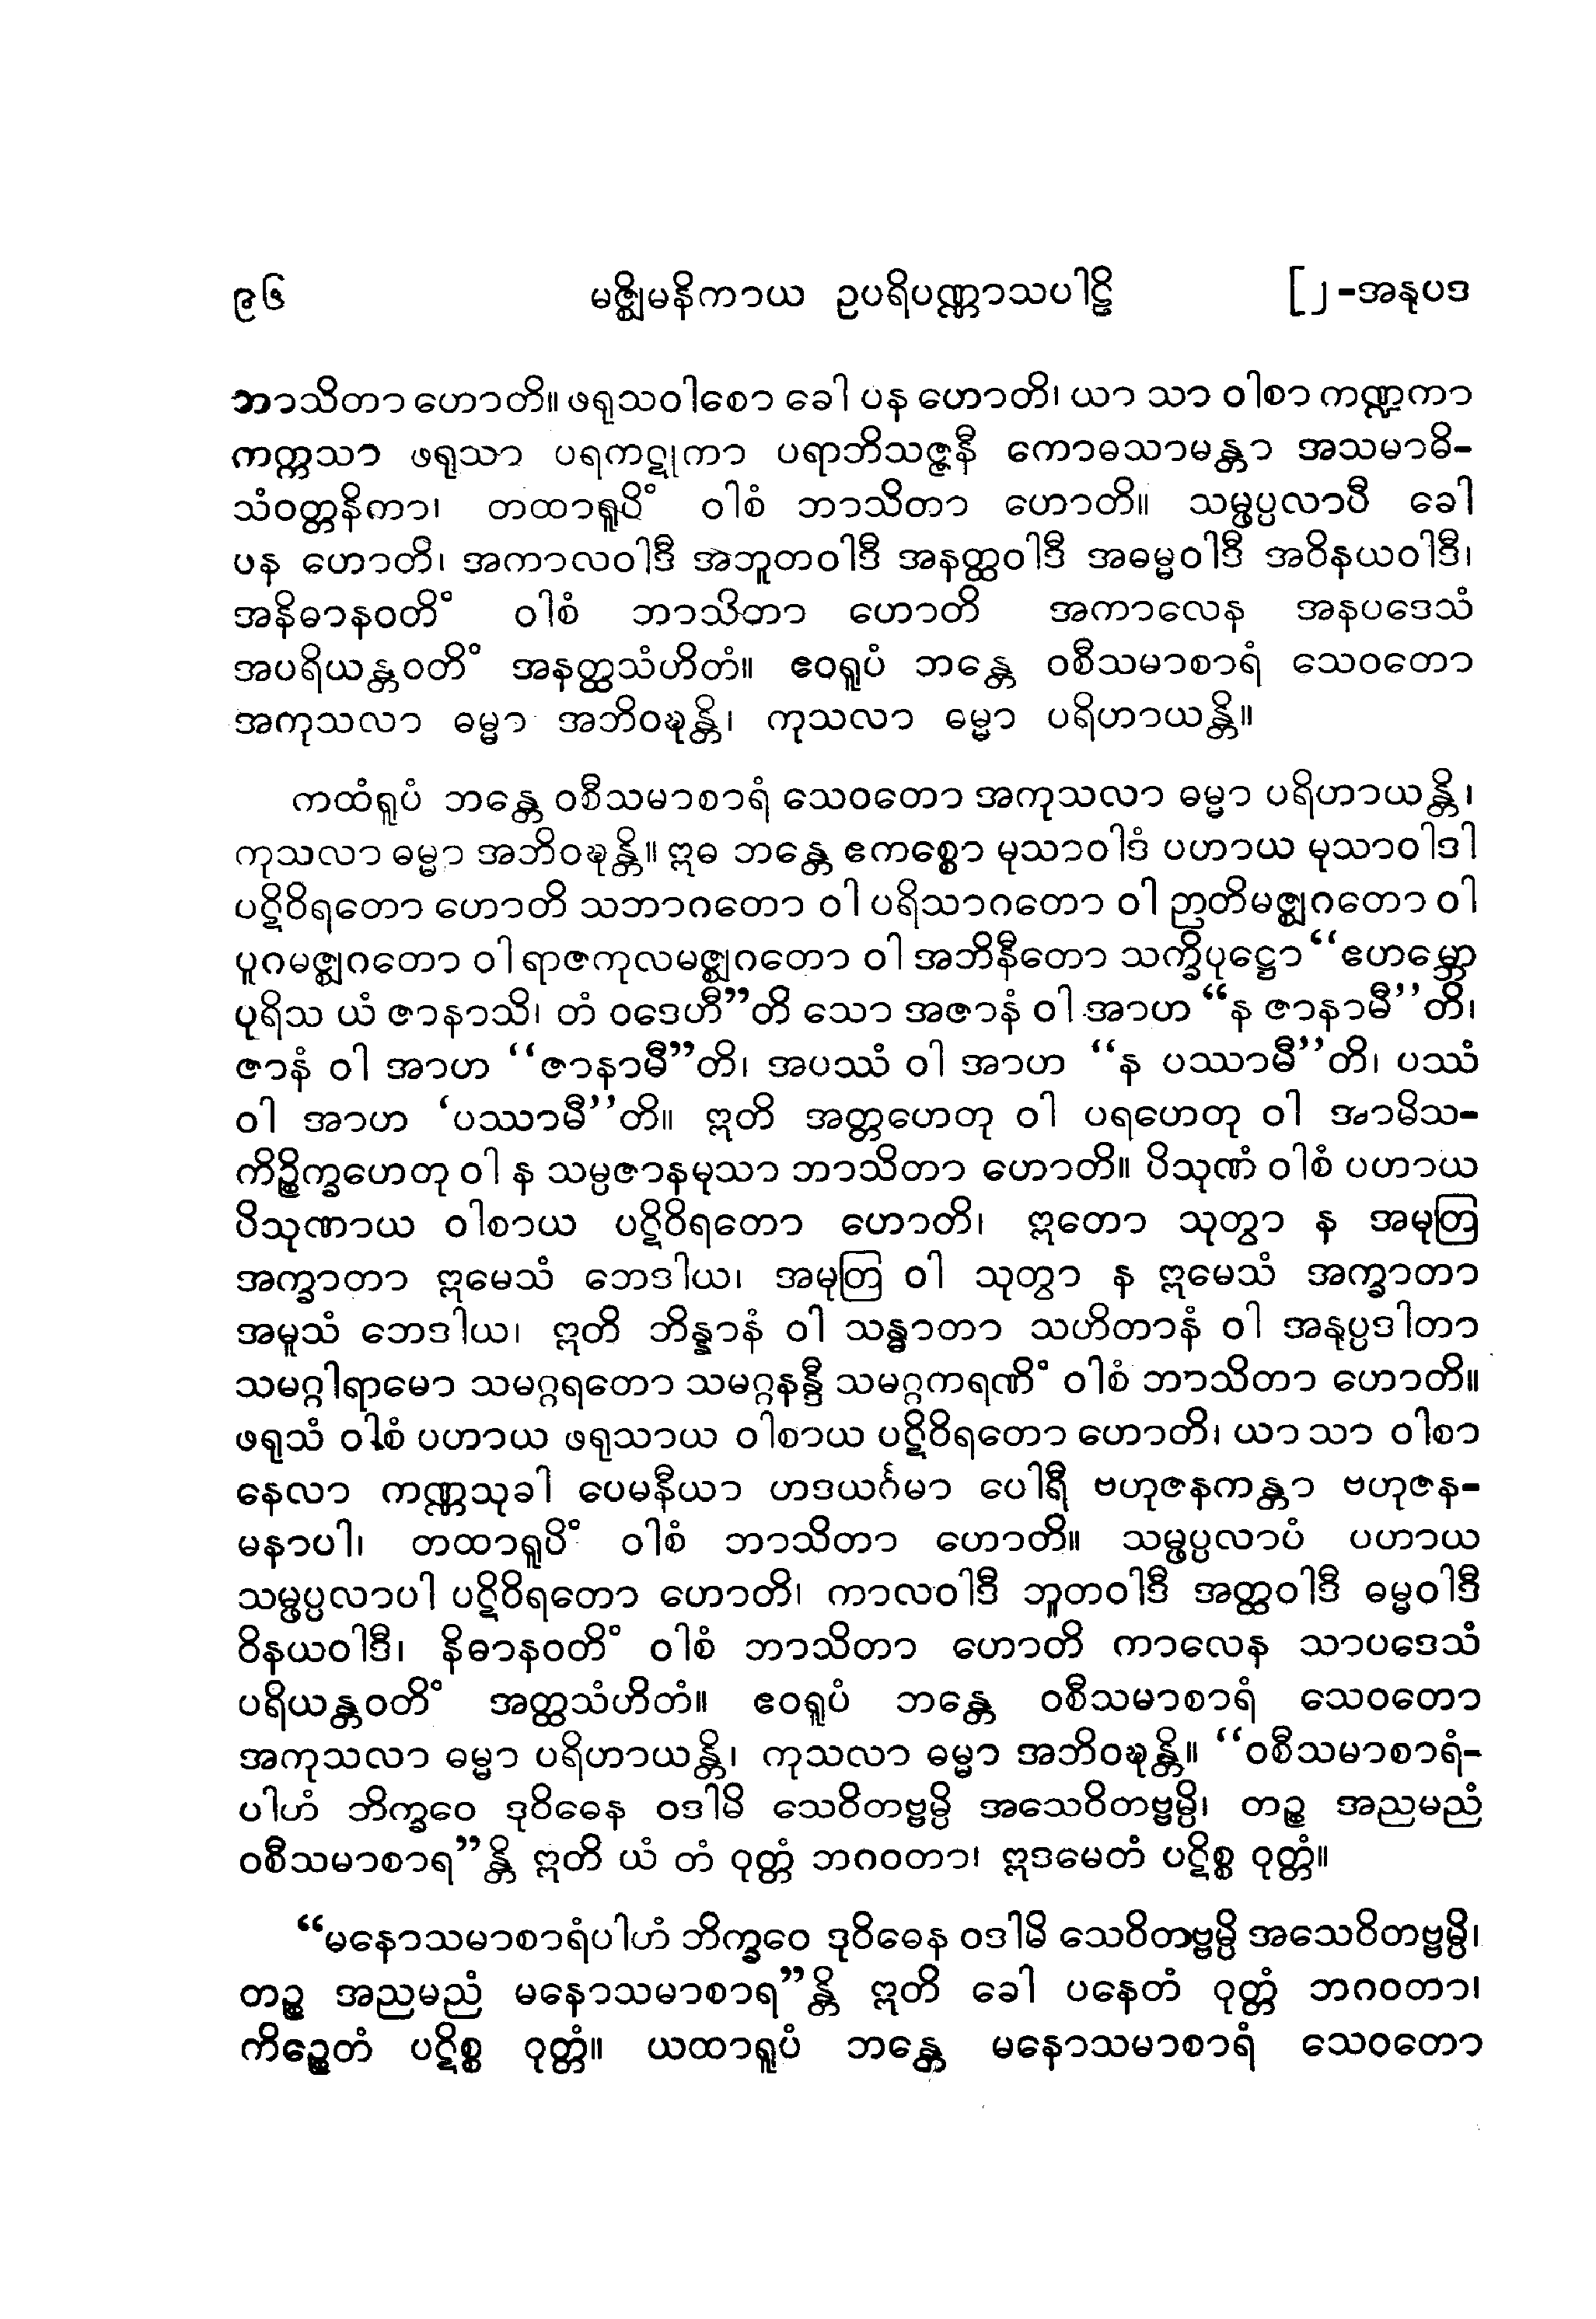 ၉၆ မဇ္ဈိမနိကာယ ဥပရိပဏ္ဏာသပါဠိ [၂-အနုပဒ
ဘာသိတာ ဟောတိ။ ဖရုသဝါစော ခေါ ပန ဟောတိ၊ ယာ သာ ဝါစာ ကဏ္ဍကာ
ကက္ကသာ ဖရုသာ ပရကဋုကာ ပရာဘိသဇ္ဇနီ ကောဓသာမန္တာ အသမာဓိ-
သံဝတ္တနိကာ၊ တထာရူပိံ ဝါစံ ဘာသိတာ ဟောတိ။ သမ္ဖပ္ပလာပီ ခေါ
ပန ဟောတိ၊ အကာလဝါဒီ အဘူတဝါဒီ အနတ္ထဝါဒီ အဓမ္မဝါဒီ အဝိနယဝါဒီ၊
အနိဓာနဝတိံ ဝါစံ ဘာသိတာ ဟောတိ အကာလေန အနပဒေသံ
အပရိယန္တဝတိံ အနတ္ထသံဟိတံ။ ဧဝရူပံ ဘန္တေ ဝစီသမာစာရံ သေဝတော
အကုသလာ ဓမ္မာ အဘိဝဍ္ဎန္တိ၊ ကုသလာ ဓမ္မာ ပရိဟာယန္တိ။
ကထံရူပံ ဘန္တေ ဝစီသမာစာရံ သေဝတော အကုသလာ ဓမ္မာ ပရိဟာယန္တိ၊
ကုသလာ ဓမ္မာ အဘိဝဍ္ဎန္တိ။ ဣဓ ဘန္တေ ဧကစ္စော မုသာဝါဒံ ပဟာယ မုသာဝါဒါ
ပဋိဝိရတော ဟောတိ သဘာဂတော ဝါ ပရိသာဂတော ဝါ ဉာတိမဇ္ဈဂတော ဝါ
ပူဂမဇ္ဈဂတော ဝါ ရာဇကုလမဇ္ဈဂတော ဝါ အဘိနီတော သက္ခိပုဋ္ဌော “ဧဟမ္ဘော
ပုရိသ ယံ ဇာနာသိ၊ တံ ဝဒေဟီ”တိ သော အဇာနံ ဝါ အာဟ “န ဇာနာမီ”တိ၊
ဇာနံ ဝါ အာဟ “ဇာနာမီ”တိ၊ အပဿံ ဝါ အာဟ “န ပဿာမီ”တိ၊ ပဿံ
ဝါ အာဟ ‘ပဿာမီ”တိ။ ဣတိ အတ္တဟေတု ဝါ ပရဟေတု ဝါ အာမိသ-
ကိဉ္စိက္ခဟေတု ဝါ န သမ္ပဇာနမုသာ ဘာသိတာ ဟောတိ။ ပိသုဏံ ဝါစံ ပဟာယ
ပိသုဏာယ ဝါစာယ ပဋိဝိရတော ဟောတိ၊ ဣတော သုတွာ န အမုတြ
အက္ခာတာ ဣမေသံ ဘေဒါယ၊ အမုတြ ဝါ သုတွာ န ဣမေသံ အက္ခာတာ
အမူသံ ဘေဒါယ၊ ဣတိ ဘိန္နာနံ ဝါ သန္ဓာတာ သဟိတာနံ ဝါ အနုပ္ပဒါတာ
သမဂ္ဂါရာမော သမဂ္ဂရတော သမဂ္ဂနန္ဒီ သမဂ္ဂကရဏိံ ဝါစံ ဘာသိတာ ဟောတိ။
ဖရုသံ ဝါစံ ပဟာယ ဖရုသာယ ဝါစာယ ပဋိဝိရတော ဟောတိ၊ ယာ သာ ဝါစာ
နေလာ ကဏ္ဏသုခါ ပေမနီယာ ဟဒယင်္ဂမာ ပေါရီ ဗဟုဇနကန္တာ ဗဟုဇန-
မနာပါ၊ တထာရူပိံ ဝါစံ ဘာသိတာ ဟောတိ။ သမ္ဖပ္ပလာပံ ပဟာယ
သမ္ဖပ္ပလာပါ ပဋိဝိရတော ဟောတိ၊ ကာလဝါဒီ ဘူတဝါဒီ အတ္ထဝါဒီ ဓမ္မဝါဒီ
ဝိနယဝါဒီ၊ နိဓာနဝတိံ ဝါစံ ဘာသိတာ ဟောတိ ကာလေန သာပဒေသံ
ပရိယန္တဝတိံ အတ္ထသံဟိတံ။ ဧဝရူပံ ဘန္တေ ဝစီသမာစာရံ သေဝတော
အကုသလာ ဓမ္မာ ပရိဟာယန္တိ၊ ကုသလာ ဓမ္မာ အဘိဝဍ္ဎန္တိ။ “ဝစီသမာစာရံ-
ပါဟံ ဘိက္ခဝေ ဒုဝိဓေန ဝဒါမိ သေဝိတဗ္ဗမ္ပိ အသေဝိတဗ္ဗမ္ပိ၊ တဉ္စ အညမညံ
ဝစီသမာစာရ”န္တိ ဣတိ ယံ တံ ဝုတ္တံ ဘဂဝတာ၊ ဣဒမေတံ ပဋိစ္စ ဝုတ္တံ။
“မနောသမာစာရံပါဟံ ဘိက္ခဝေ ဒုဝိဓေန ဝဒါမိ သေဝိတဗ္ဗမ္ပိ အသေဝိတဗ္ဗမ္ပိ၊
တဉ္စ အညမညံ မနောသမာစာရ”န္တိ ဣတိ ခေါ ပနေတံ ဝုတ္တံ ဘဂဝတာ၊
ကိဉ္စေတံ ပဋိစ္စ ဝုတ္တံ။ ယထာရူပံ ဘန္တေ မနောသမာစာရံ သေဝတော